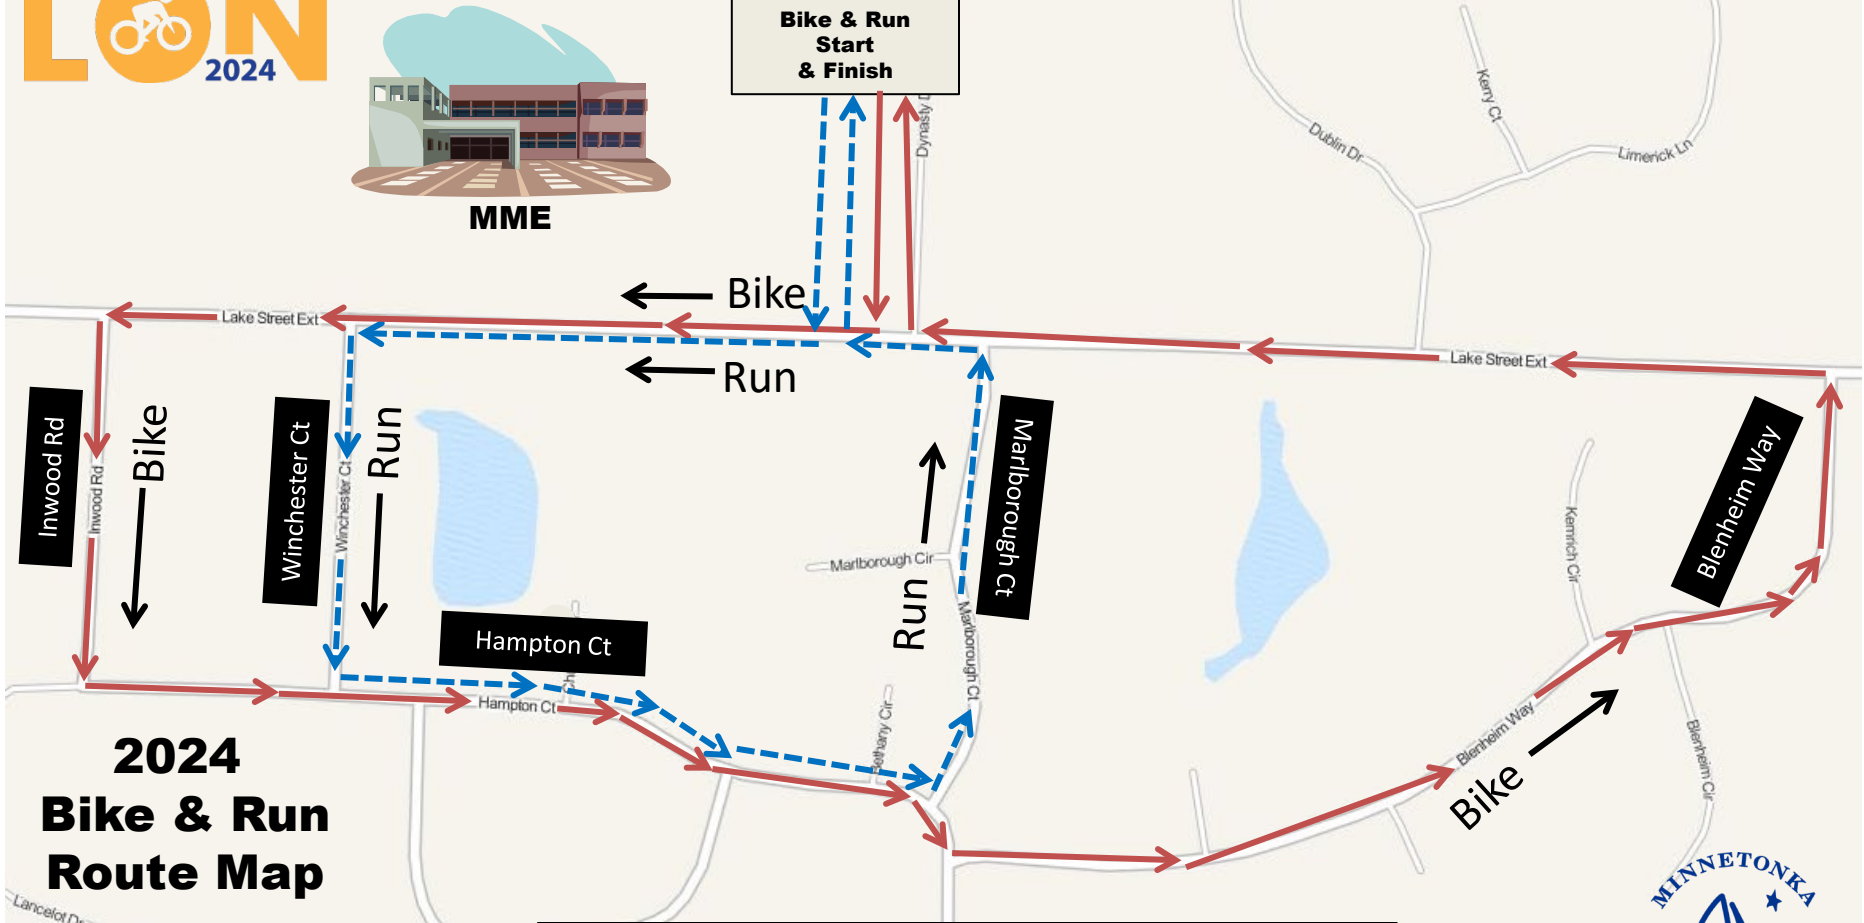 LON
2024
Bike & Run
Start
& Finish
MME
Dynasty
Kerry Ct
Dublin Dr
Limerick Ln
Bike
Lake Street Ext
Lake Street Ext
Run
Inwood Rd
Inwood Rd
Bike
Winchester Ct
Winchester Ct
Run
Hampton Ct
Hampton Ct
Marlborough Cir
Run
Marlborough Ct
Marlborough Ct
Bethany Cir
Kemrich Cir
Blenheim Way
Blenheim Way
Bike
Blenheim Cir
2024
Bike & Run
Route Map
Lancelot Dr
MINNETONKA